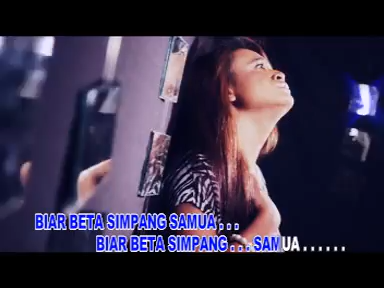 BIAR BETA SIMPANG SAMUA . . .
BIAR BETA SIMPANG . . . SAMUA . . . . . .